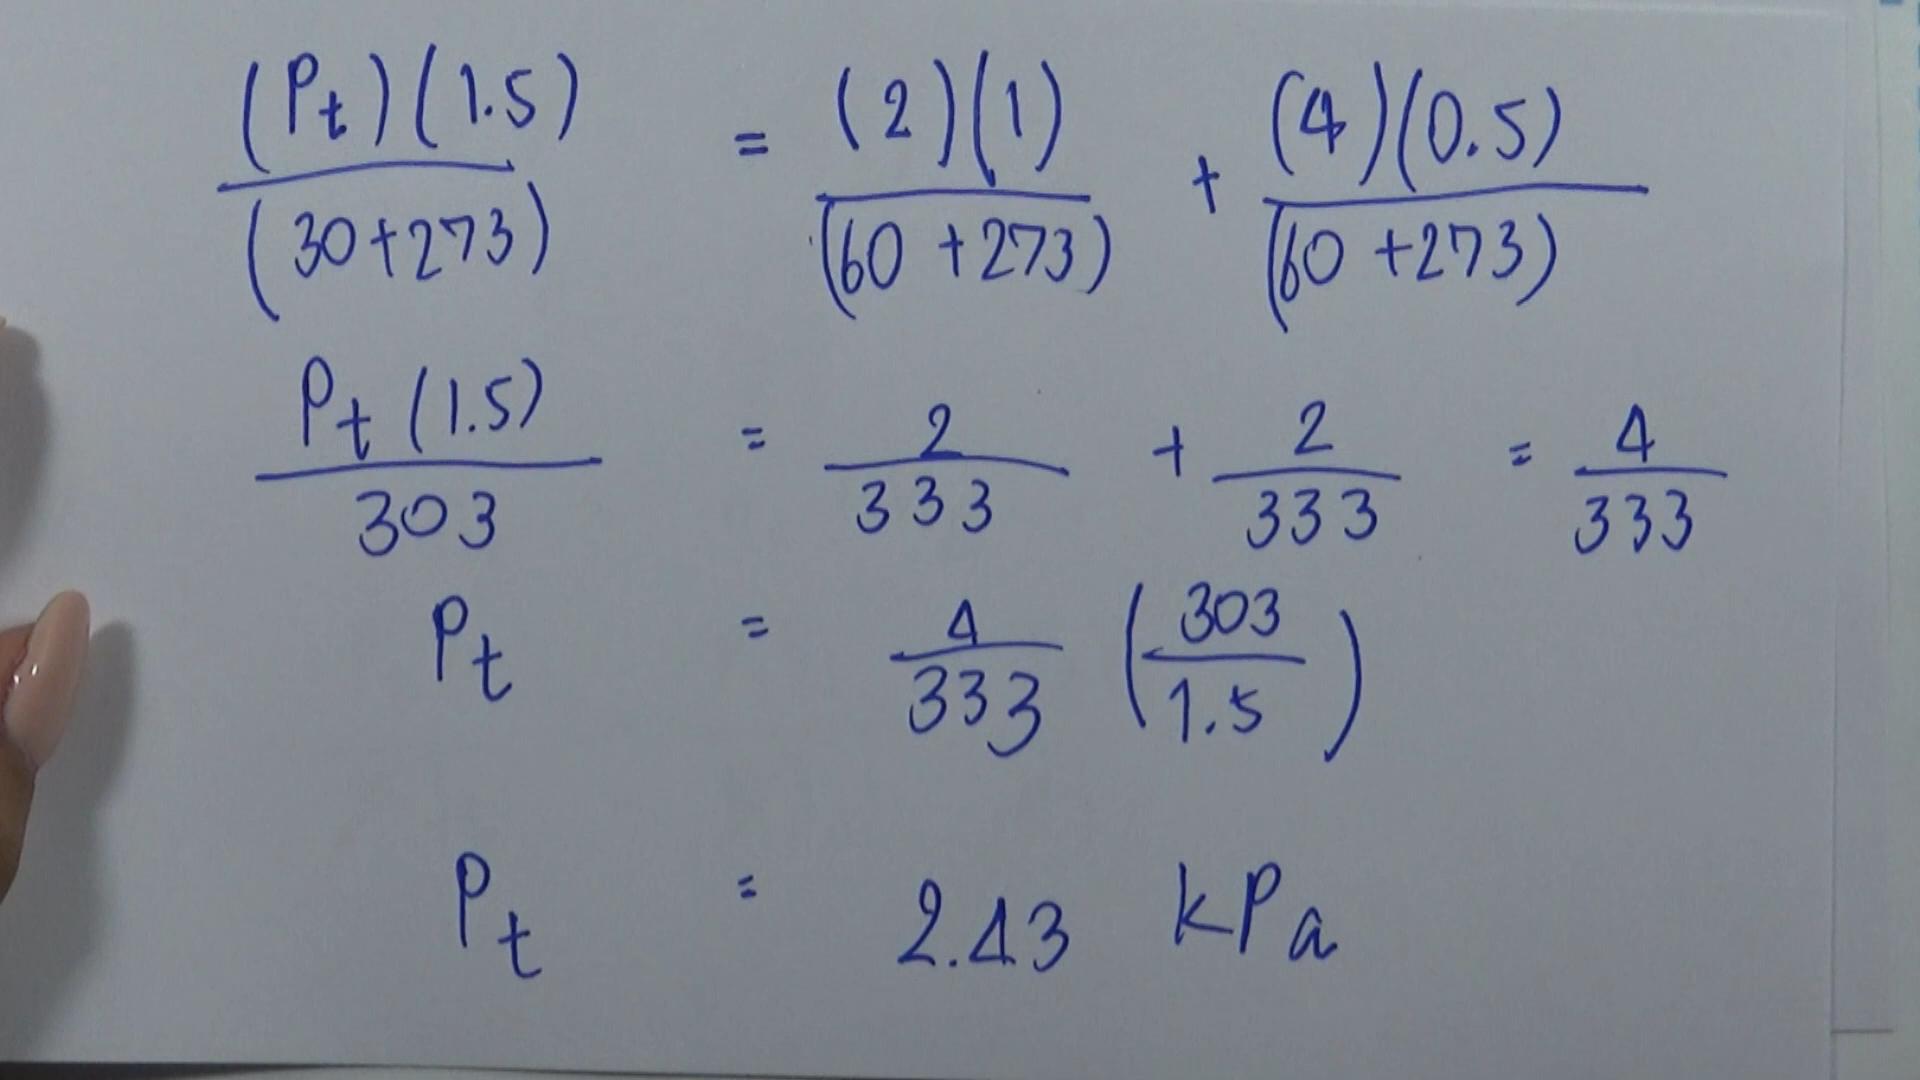 (Pt)(1.5) / (30+273) = (2)(1) / (60+273) + (4)(0.5) / (60+273)
Pt(1.5) / 303 = 2 / 333 + 2 / 333 = 4 / 333
Pt = 4 / 333 (303 / 1.5)
Pt = 2.43 kPa